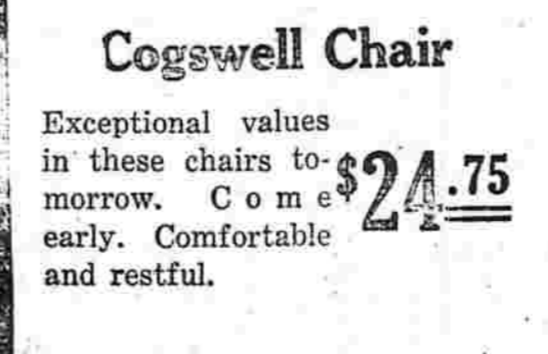 Cogswell Chair
Exceptional values
in these chairs to-
morrow. Come
early. Comfortable
and restful.
$24.75